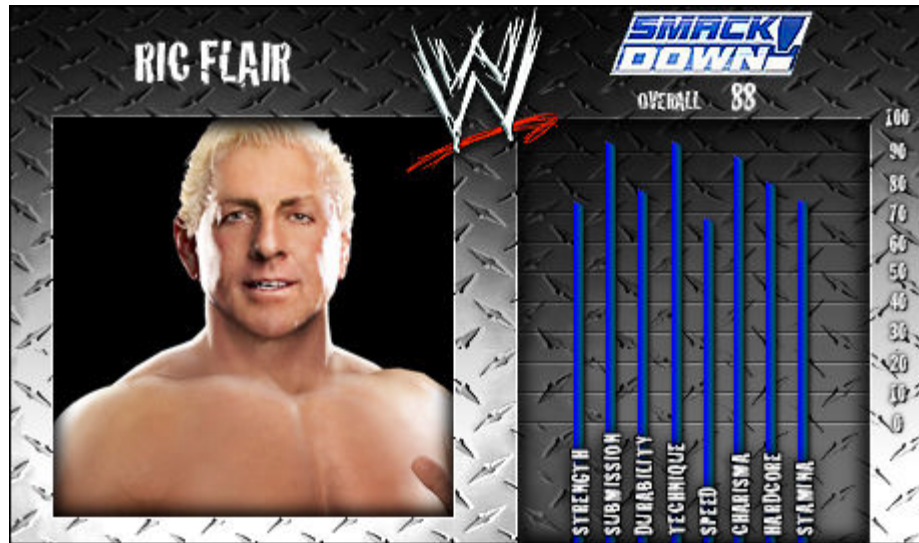 RIC FLAIR
W
SMACK
DOWN!
OVERALL 88
100
90
80
70
60
50
40
30
20
10
0
STRENGTH
SUBMISSION
DURABILITY
TECHNIQUE
SPEED
CHARISMA
HARDCORE
STAMINA